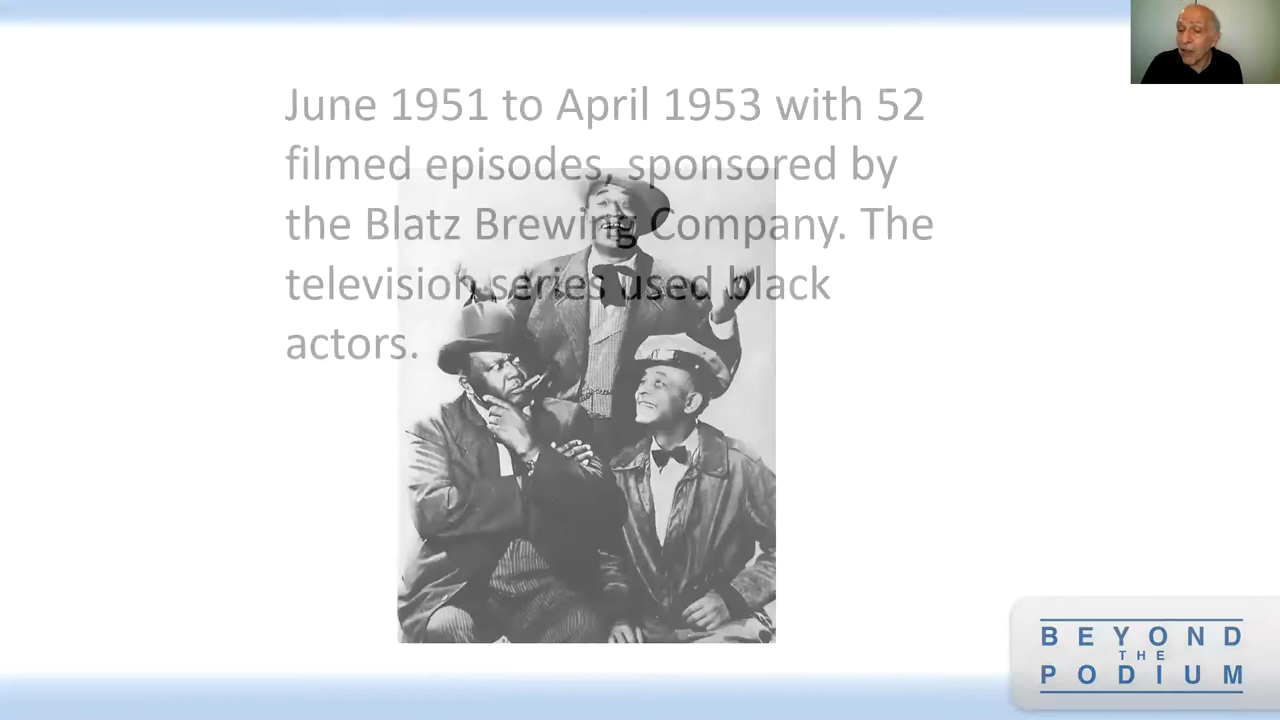 June 1951 to April 1953 with 52
filmed episodes, sponsored by
the Blatz Brewing Company. The
television series used black
actors.
BEYOND
THE
PODIUM